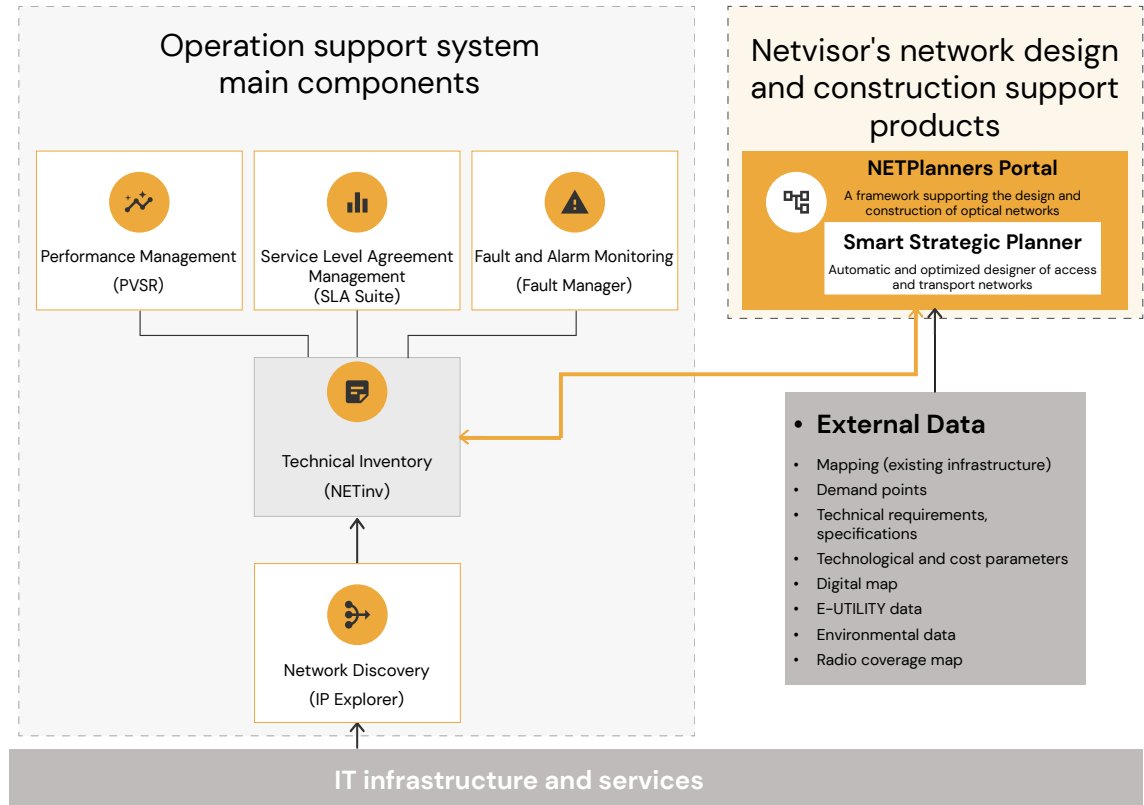 Operation support system
main components
Performance Management
(PVSR)
Service Level Agreement
Management
(SLA Suite)
Fault and Alarm Monitoring
(Fault Manager)
Technical Inventory
(NETinv)
Network Discovery
(IP Explorer)
Netvisor's network design
and construction support
products
NETPlanners Portal
A framework supporting the design and
construction of optical networks
Smart Strategic Planner
Automatic and optimized designer of access
and transport networks
• External Data
• Mapping (existing infrastructure)
• Demand points
• Technical requirements,
specifications
• Technological and cost parameters
• Digital map
• E-UTILITY data
• Environmental data
• Radio coverage map
IT infrastructure and services